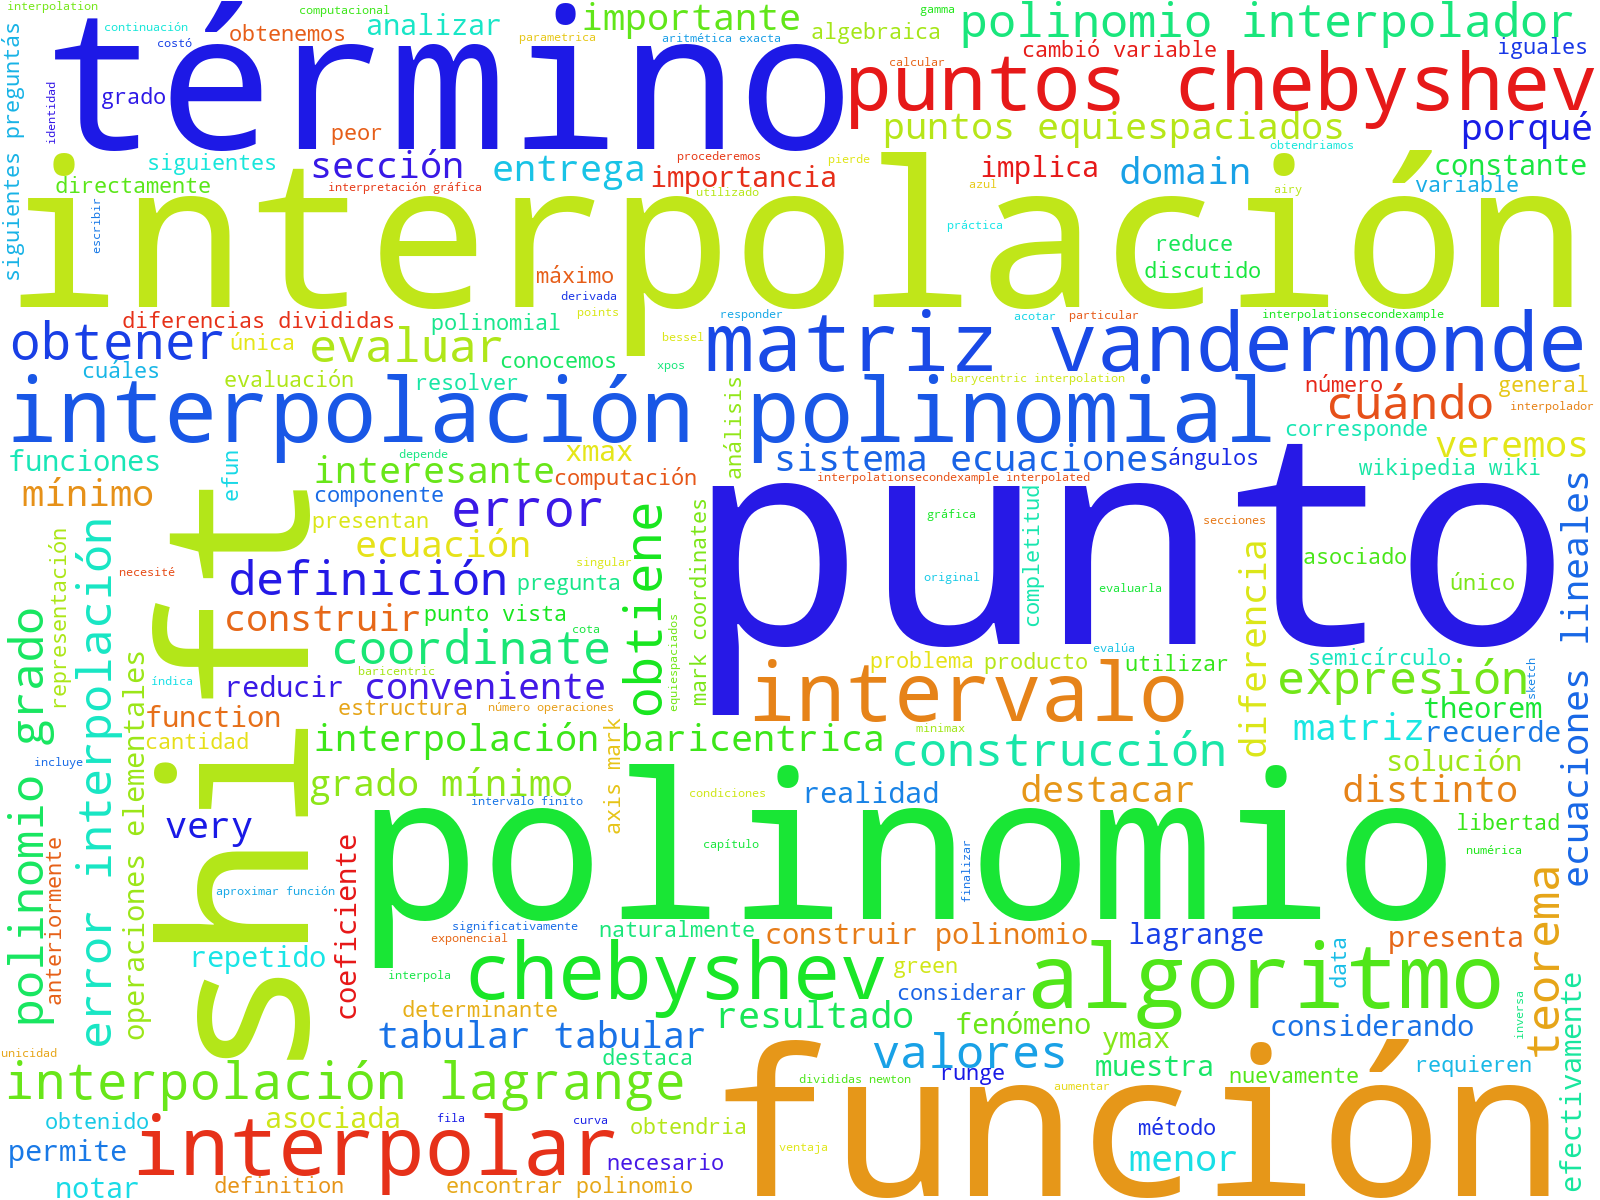 interpolation
computacional
importante
gamma
polinomio interpolador
continuación
costó
obtenemos
analizar
parametrica
aritmética exacta
algebraica
cambió variable
iguales
siguientes preguntás
término
puntos chebyshev
calcular
identidad
grado
peor
puntos equiespaciados
porqué
siguientes
sección
entrega
procederemos
importancia
pierde
implica
domain
obtendriamos
constante
directamente
interpretación gráfica
utilizado
azul
airy
variable
escribir
interpolación
práctica
reduce
discutido
máximo
derivada
points
diferencias divididas
polinomial
responder
acotar
particular
interpolationsecondexample
obtener
única
evaluar
conocemos
bessel
xpos
matriz vandermonde
cuáles
evaluación
resolver
análisis
barycentric interpolation
número
general
interpolador
interpolación
polinomial
cuándo
corresponde
veremos
funciones
efun
depende
xmax
sistema ecuaciones
ángulos
wikipedia wiki
mínimo
interesante
computación
interpolationsecondexample interpolated
componente
error
presentan
ecuación
obtiene
mark coordinates
gráfica
completitud
secciones
ecuaciones lineales
representación
error interpolación
necesité
shift
definición
singular
pregunta
original
punto
evaluarla
diferencia
asociado
único
polinomio grado
construir
punto vista
cota
equiespaciados
evalúa
coordinate
baricentric
problema
producto
utilizar
semicírculo
sketch
operaciones elementales
índica
reducir
conveniente
intervalo
expresión
function
estructura
número operaciones
axis mark
minimax
theorem
cantidad
interpolación baricentrica
construcción
matriz
recuerde
incluye
grado mínimo
intervalo finito
condiciones
realidad
destacar
solución
distinto
very
anteriormente
coeficiente
capítulo
polinomio
finalizar
libertad
numérica
teorema
aproximar función
significativamente
exponencial
naturalmente
construir polinomio
lagrange
presenta
repetido
interpola
chebyshev
green
considerar
algoritmo
data
inversa
efectivamente
determinante
tabular tabular
resultado
fenómeno
ymax
considerando
unicidad
destaca
valores
runge
muestra
nuevamente
requieren
interpolación lagrange
divididas newton
aumentar
función
obtenido
asociada
fila
curva
obtendria
método
permite
interpolar
necesario
ventaja
menor
notar
definition
encontrar polinomio